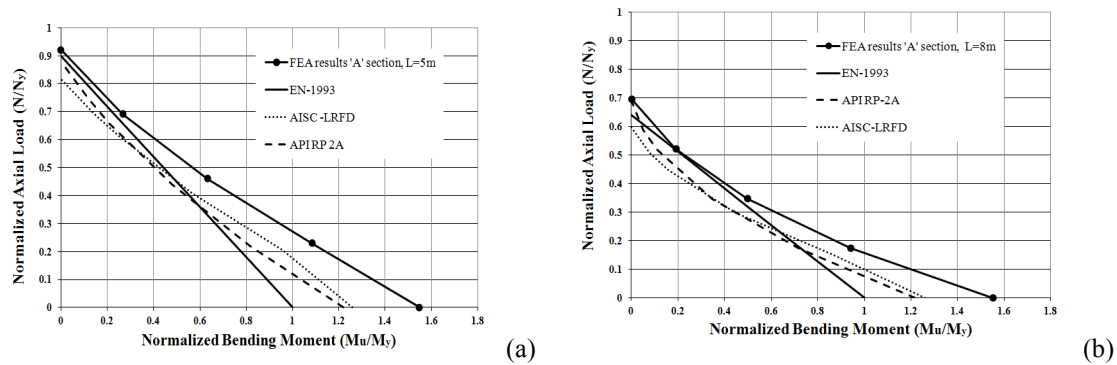 Normalized Axial Load (N/Ny)
1
0.9
0.8
0.7
0.6
0.5
0.4
0.3
0.2
0.1
0
FEA results 'A' section, L=5m
EN-1993
AISC -LRFD
API RP 2A
0 0.2 0.4 0.6 0.8 1 1.2 1.4 1.6 1.8
Normalized Bending Moment (Mu/My)
(a)
Normalized Axial Load (N/Ny)
1
0.9
0.8
0.7
0.6
0.5
0.4
0.3
0.2
0.1
0
FEA results 'A' section, L=8m
EN-1993
API RP-2A
AISC-LRFD
0 0.2 0.4 0.6 0.8 1 1.2 1.4 1.6 1.8
Normalized Bending Moment (Mu/My)
(b)